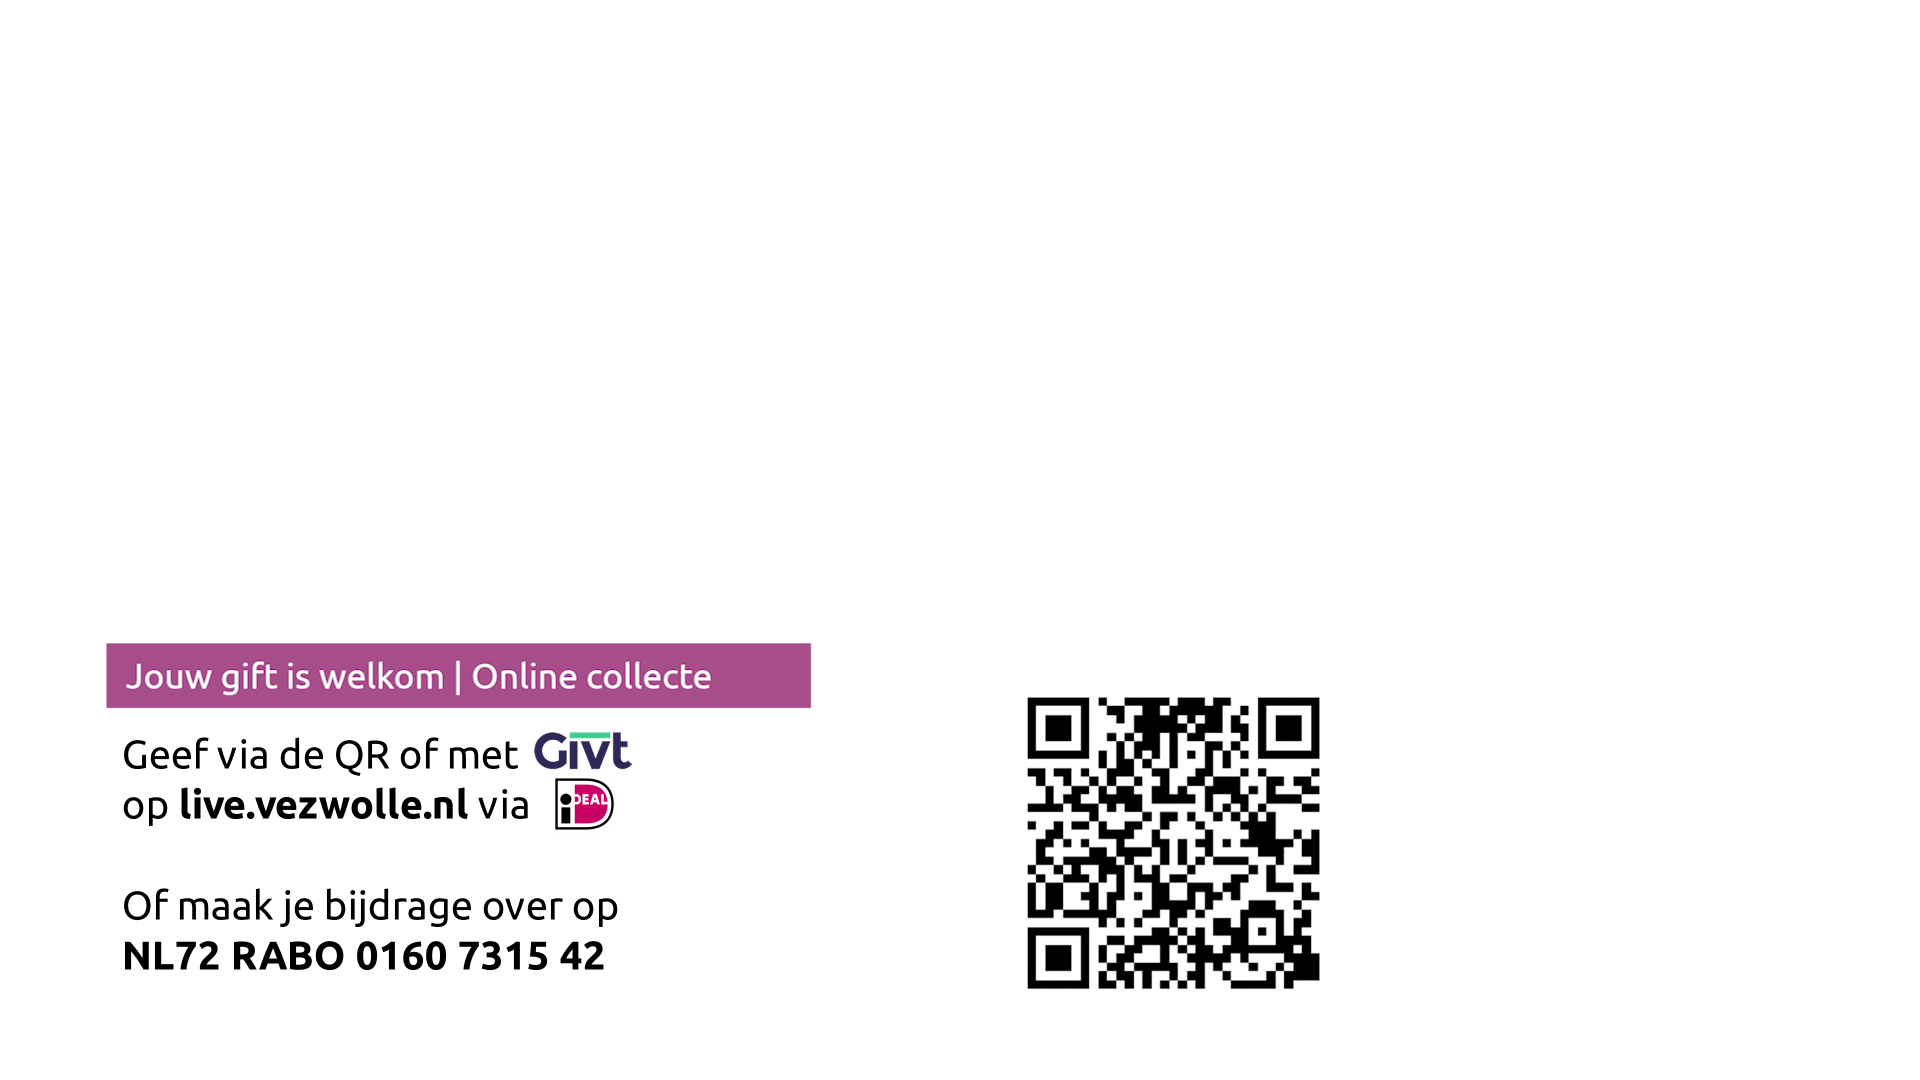 Jouw gift is welkom | Online collecte
Geef via de QR of met Givt
op live.vezwolle.nl via iDEAL
Of maak je bijdrage over op
NL72 RABO 0160 7315 42